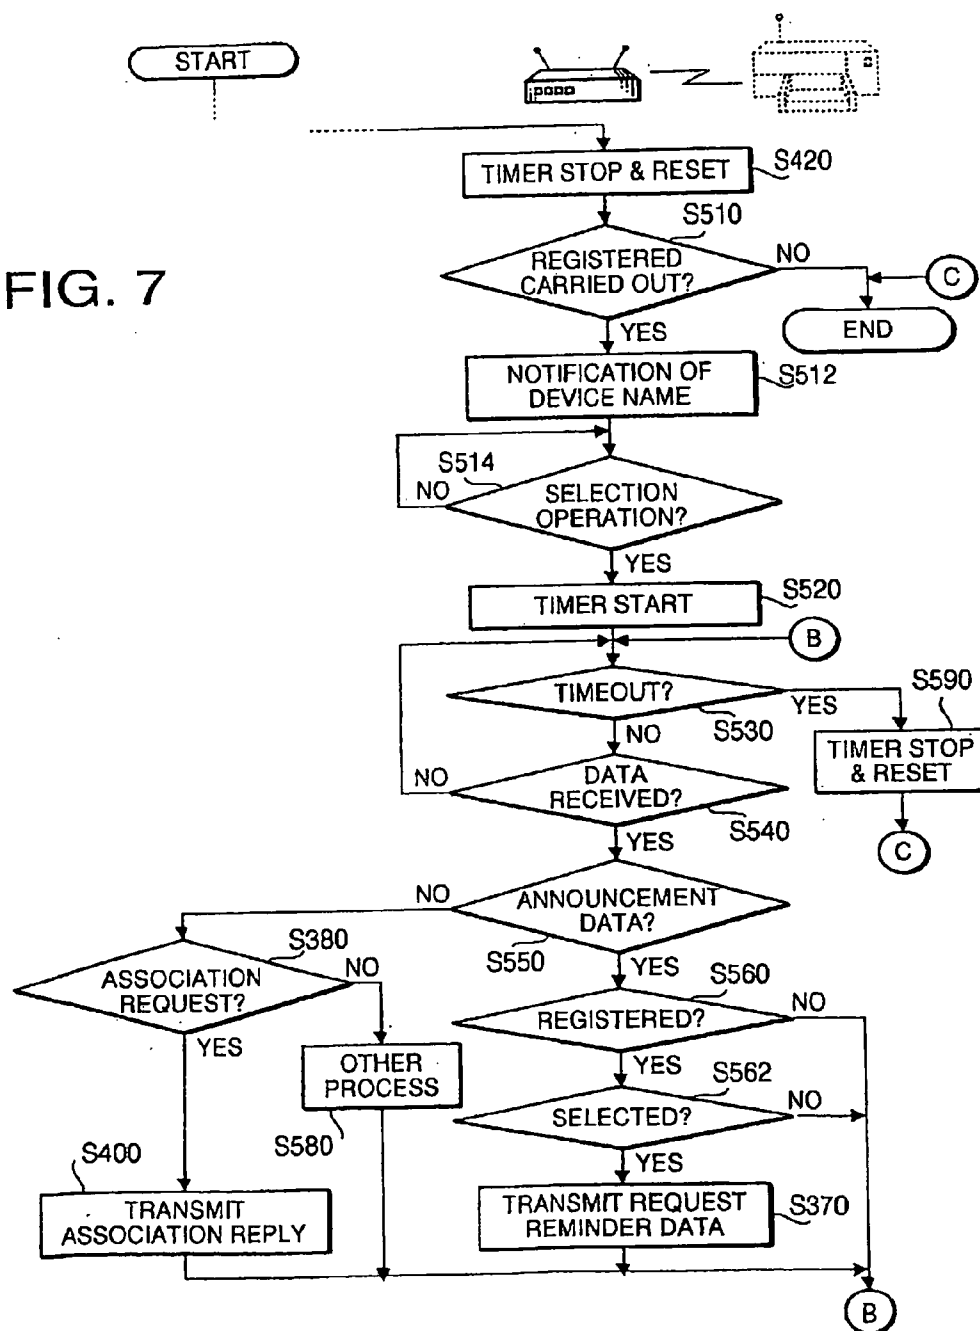 START
TIMER STOP & RESET
S420
S510
REGISTERED
CARRIED OUT?
NO
C
YES
END
FIG. 7
NOTIFICATION OF
DEVICE NAME
S512
S514
NO
SELECTION
OPERATION?
YES
TIMER START
S520
B
TIMEOUT?
YES
S530
S590
NO
TIMER STOP
& RESET
NO
DATA
RECEIVED?
S540
YES
C
NO
ANNOUNCEMENT
DATA?
S550
YES
S380
ASSOCIATION
REQUEST?
NO
YES
S560
REGISTERED?
NO
YES
OTHER
PROCESS
S580
S562
SELECTED?
NO
YES
S400
TRANSMIT
ASSOCIATION REPLY
TRANSMIT REQUEST
REMINDER DATA
S370
B